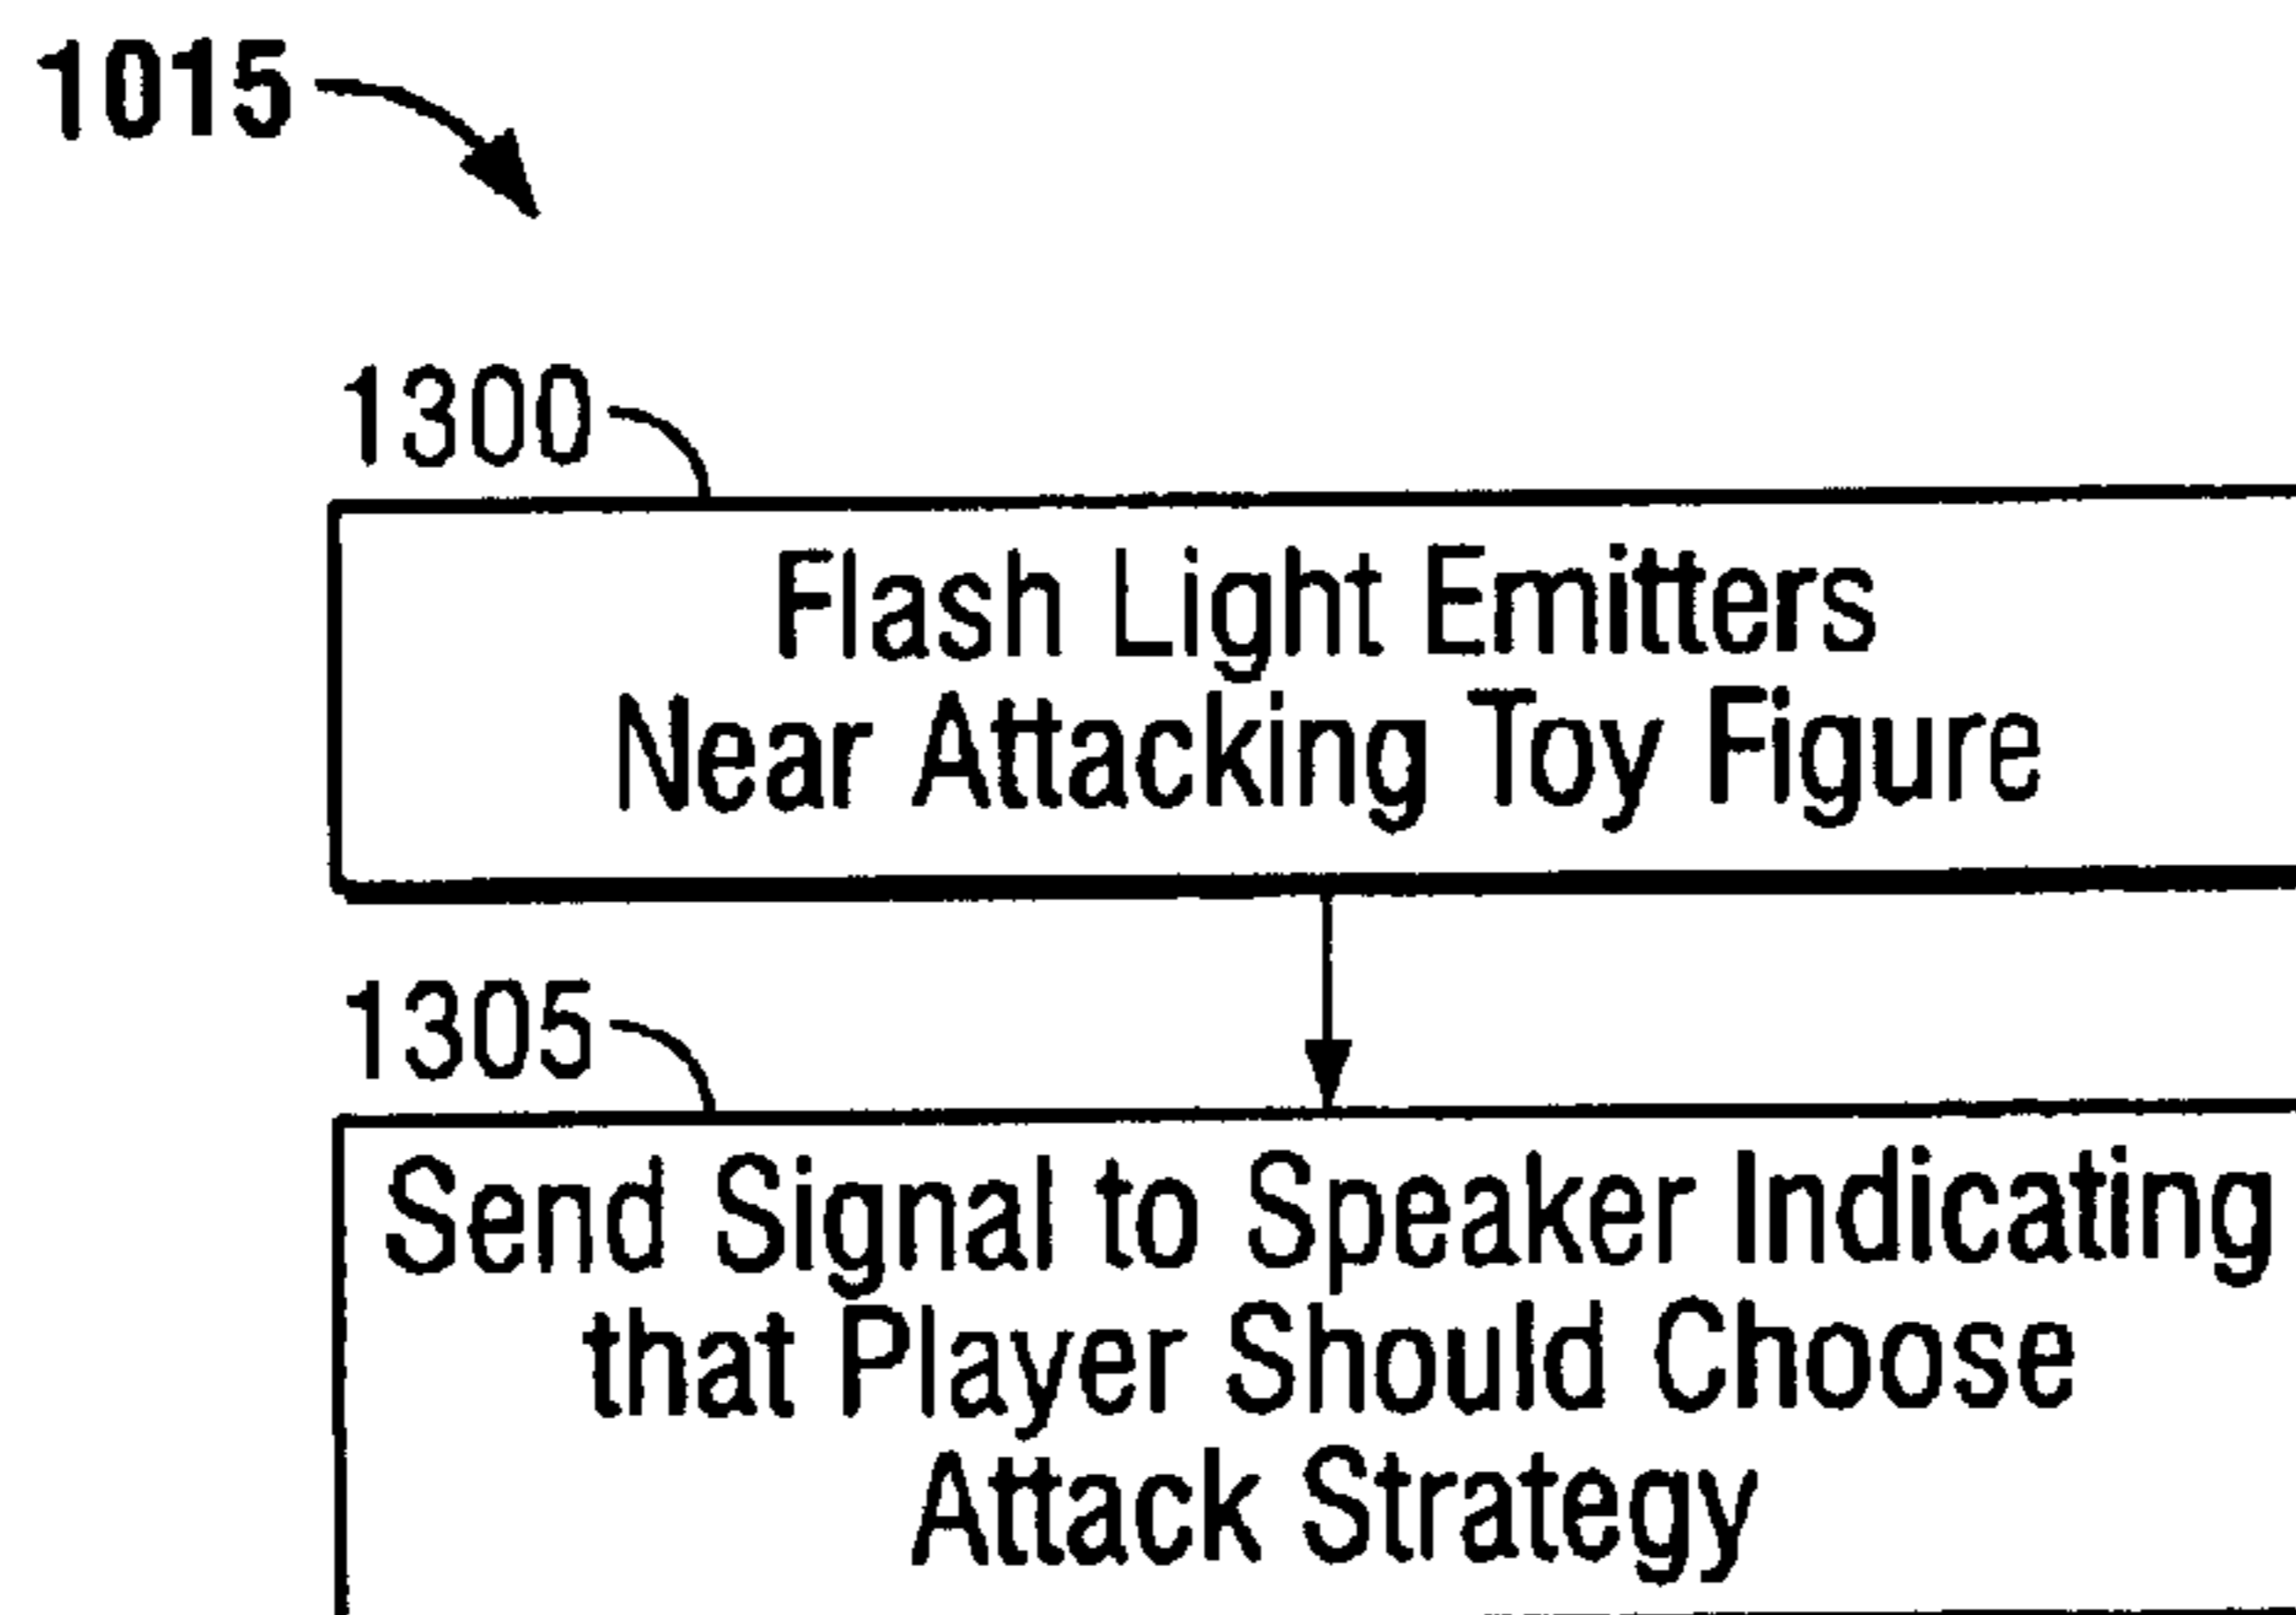 1015
1300
Flash Light Emitters
Near Attacking Toy Figure
1305
Send Signal to Speaker Indicating
that Player Should Choose
Attack Strategy